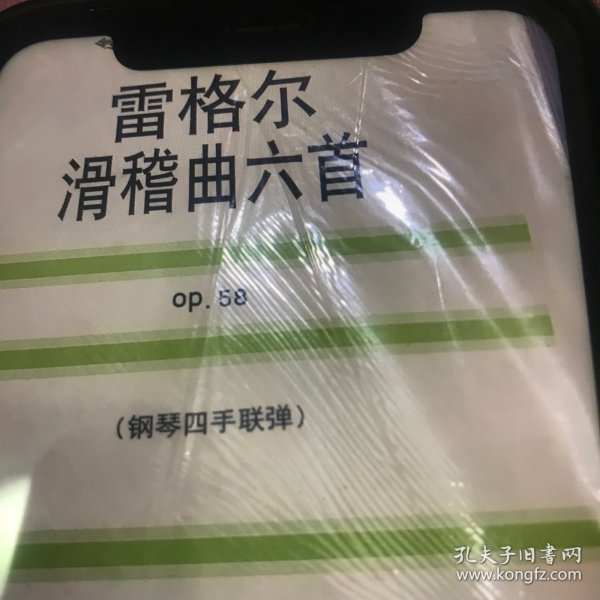 雷格尔
滑稽曲六首
op. 58
（钢琴四手联弹）
孔夫子旧书网
www.kongfz.com